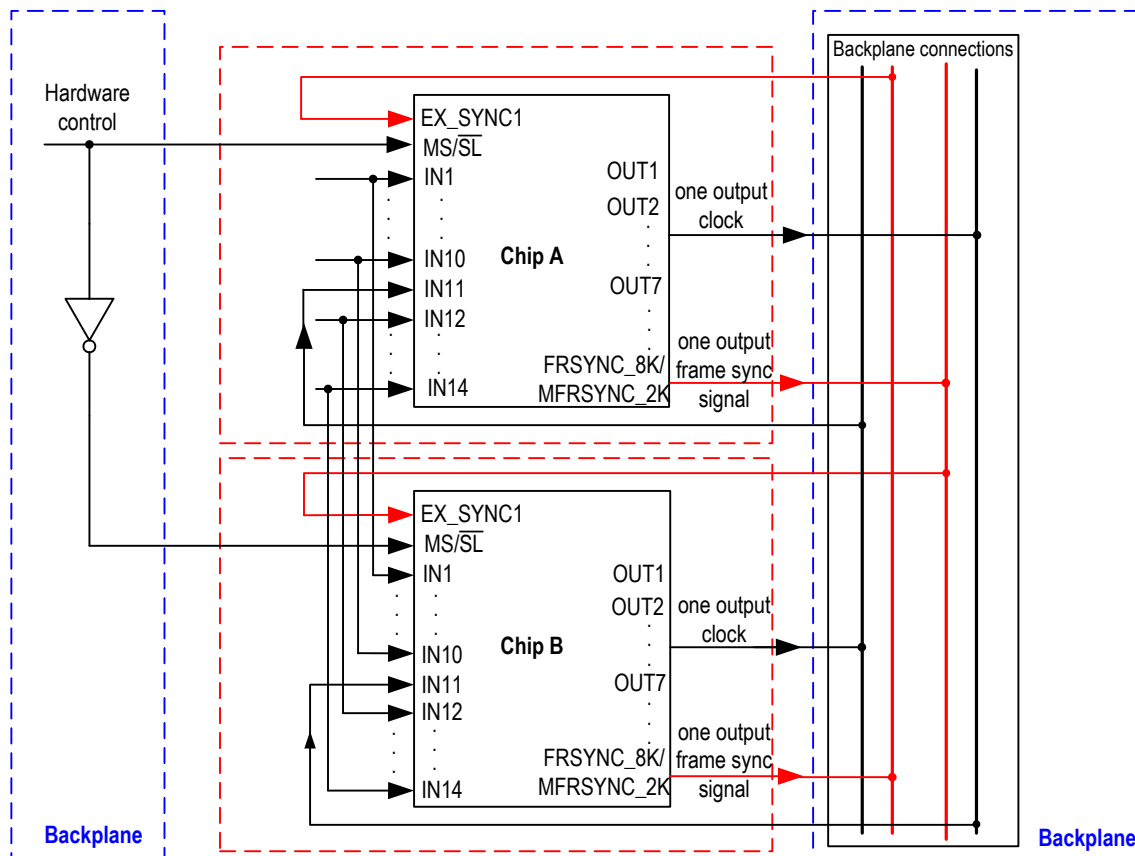 Backplane connections
Hardware
control
EX_SYNC1
MS/SL
IN1
IN10
IN11
IN12
IN14
Chip A
OUT1
OUT2
OUT7
FRSYNC_8K/
MFRSYNC_2K
one output
clock
one output
frame sync
signal
EX_SYNC1
MS/SL
IN1
IN10
IN11
IN12
IN14
Chip B
OUT1
OUT2
OUT7
FRSYNC_8K/
MFRSYNC_2K
one output
clock
one output
frame sync
signal
Backplane
Backplane